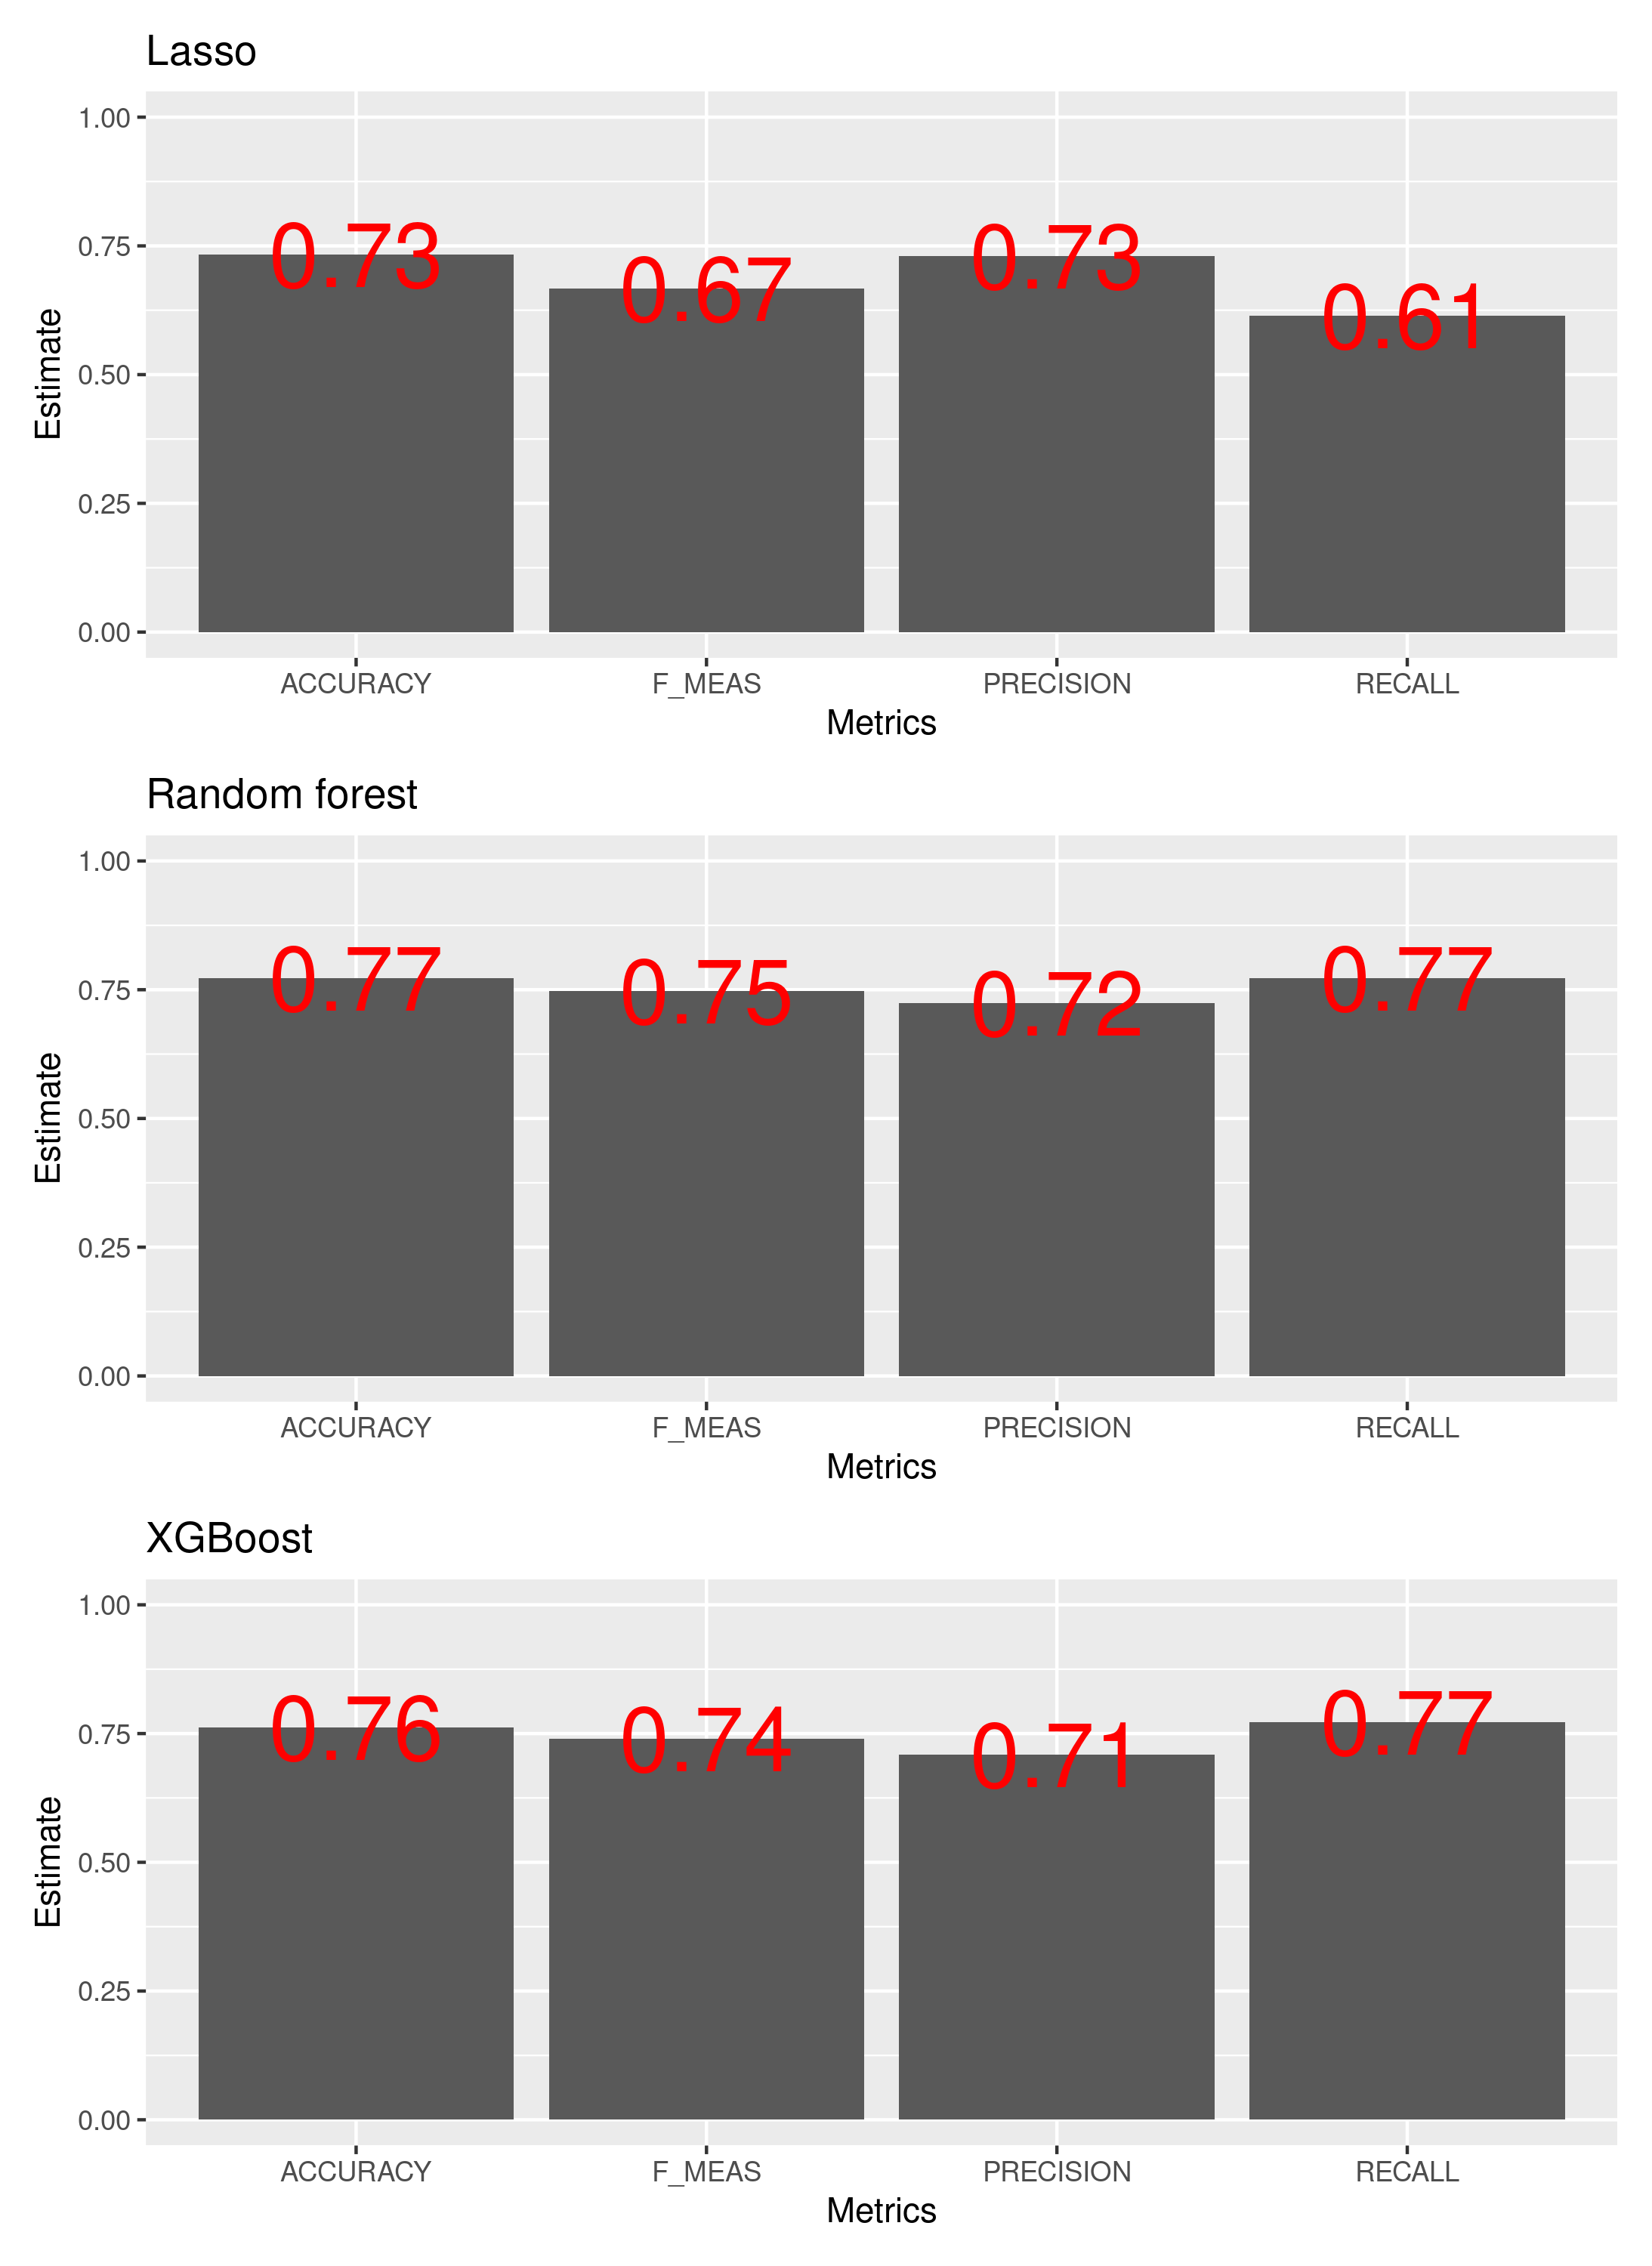 Lasso
1.00
0.75
0.50
0.25
0.00
Estimate
0.73
0.67
0.73
0.61
ACCURACY
F_MEAS
PRECISION
RECALL
Metrics
Random forest
1.00
0.75
0.50
0.25
0.00
Estimate
0.77
0.75
0.72
0.77
ACCURACY
F_MEAS
PRECISION
RECALL
Metrics
XGBoost
1.00
0.75
0.50
0.25
0.00
Estimate
0.76
0.74
0.71
0.77
ACCURACY
F_MEAS
PRECISION
RECALL
Metrics